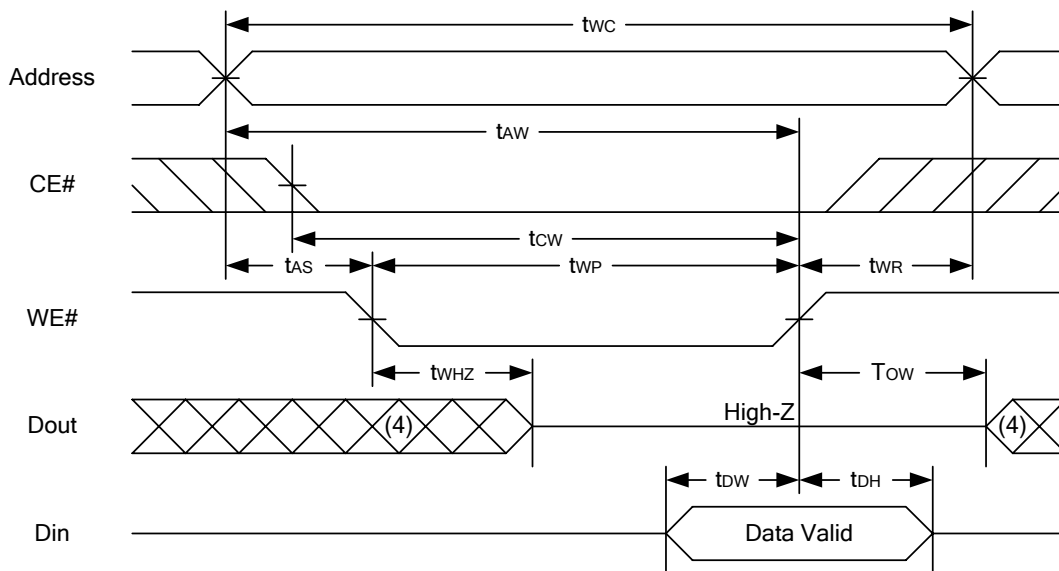 tWC
Address
tAW
CE#
tCW
tAS tWP tWR
WE#
tWHZ TOW
Dout (4) High-Z (4)
tDW tDH
Din Data Valid